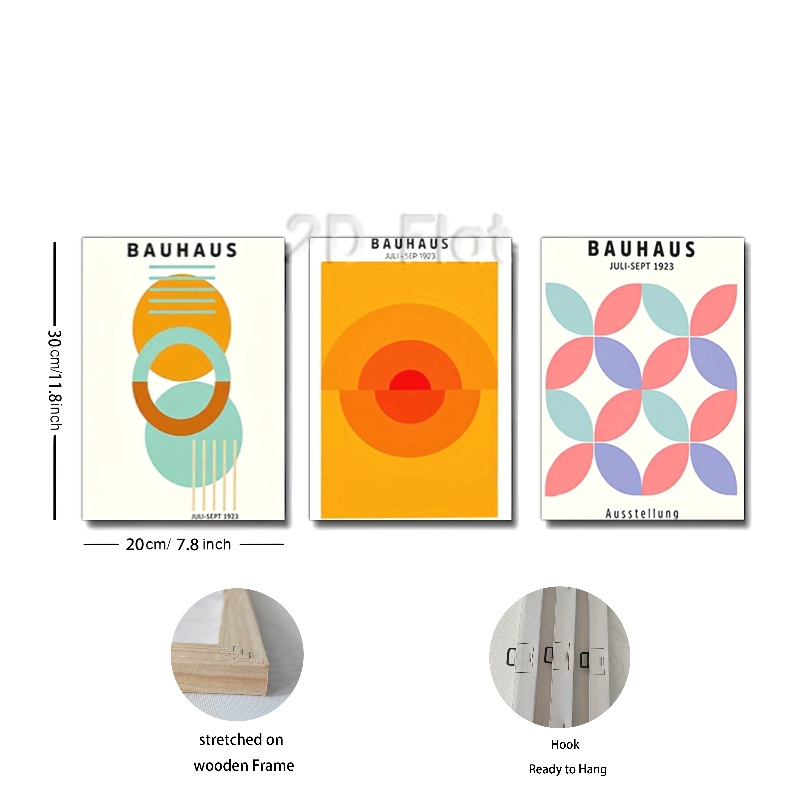 2D Flat
BAUHAUS
JULI-SEPT 1923
BAUHAUS
JULI - SEP 1923
BAUHAUS
JULI-SEPT 1923
Ausstellung
30cm/11.8inch
20cm/ 7.8 inch
stretched on
wooden Frame
Hook
Ready to Hang